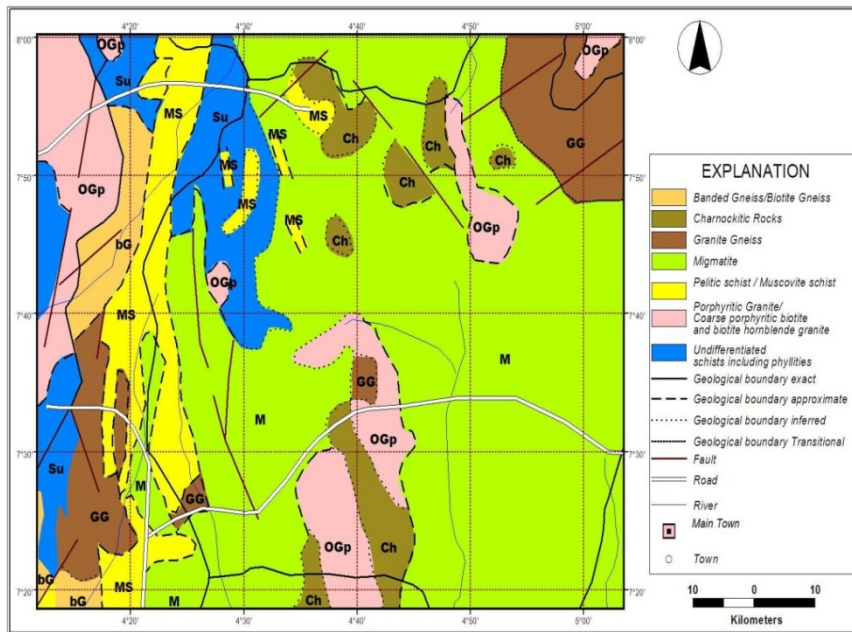 4°20' 4°30' 4°40' 4°50' 5°00'
8°00' 8°00'
OGp
OGp
Su
MS
Su
MS
MS
Ch
GG
7°50' 7°50'
OGp
MS
MS
Ch
Ch
MS
OGp
bG
Ch
OGp
7°40' 7°40'
MS
M
GG
M
OGp
7°30' 7°30'
Su
M
GG
GG
OGp
Ch
7°20' 7°20'
bG
MS
bG
M
Ch
4°20' 4°30' 4°40' 4°50' 5°00'
EXPLANATION
Banded Gneiss/Biotite Gneiss
Charnockitic Rocks
Granite Gneiss
Migmatite
Pelitic schist / Muscovite schist
Porphyritic Granite/
Coarse porphyritic biotite
and biotite hornblende granite
Undifferentiated
schists including phyllities
Geological boundary exact
Geological boundary approximate
Geological boundary inferred
Geological boundary Transitional
Fault
Road
River
Main Town
Town
10 0 10
Kilometers